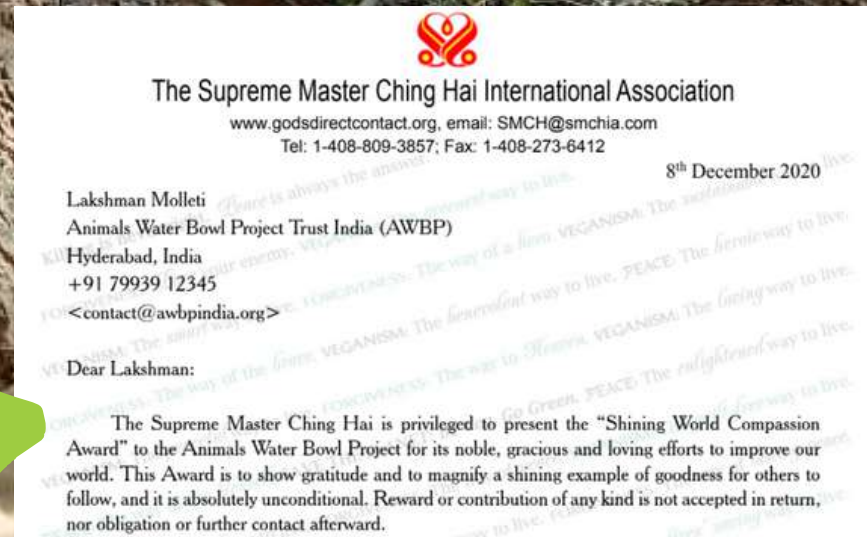 The Supreme Master Ching Hai International Association
www.godsdirectcontact.org, email: SMCH@smchia.com
Tel: 1-408-809-3857; Fax: 1-408-273-6412
8th December 2020
Lakshman Molleti
Animals Water Bowl Project Trust India (AWBP)
Hyderabad, India
+91 79939 12345
<contact@awbpindia.org>
Dear Lakshman:
The Supreme Master Ching Hai is privileged to present the “Shining World Compassion
Award” to the Animals Water Bowl Project for its noble, gracious and loving efforts to improve our
world. This Award is to show gratitude and to magnify a shining example of goodness for others to
follow, and it is absolutely unconditional. Reward or contribution of any kind is not accepted in return,
nor obligation or further contact afterward.